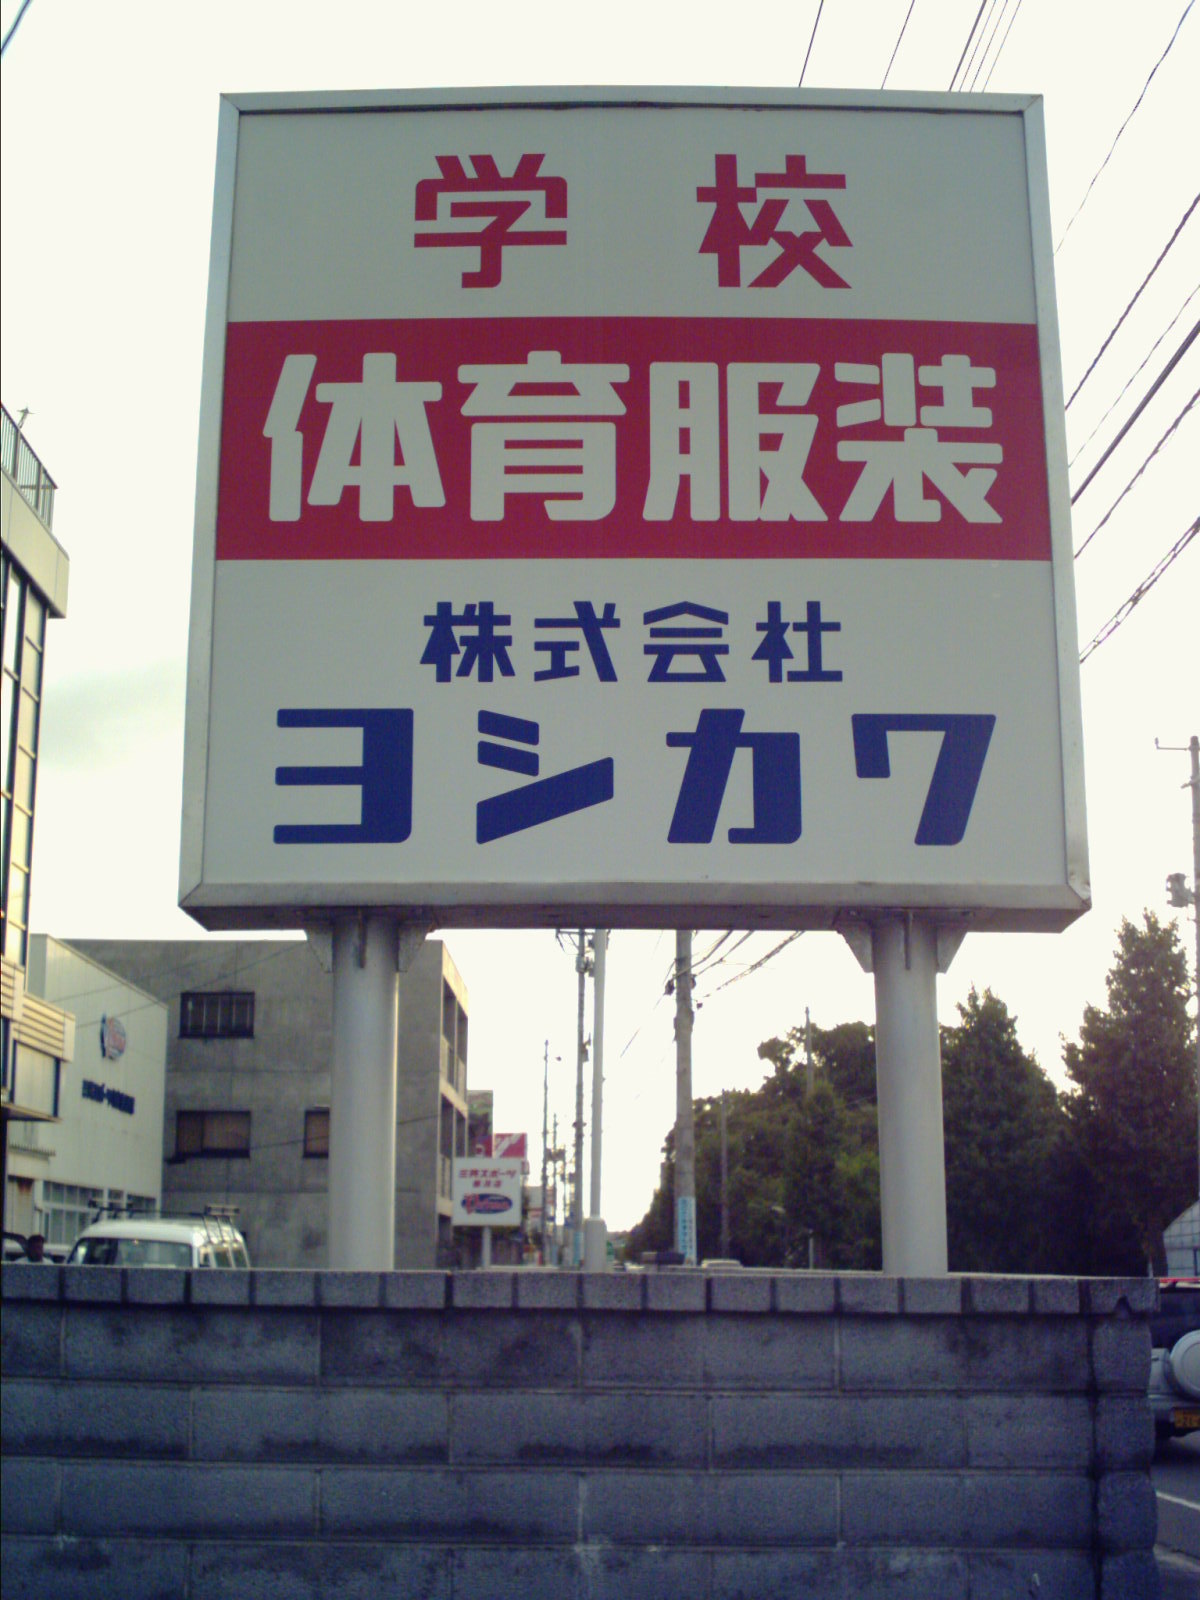 学校
体育服装
株式会社
ヨシカワ